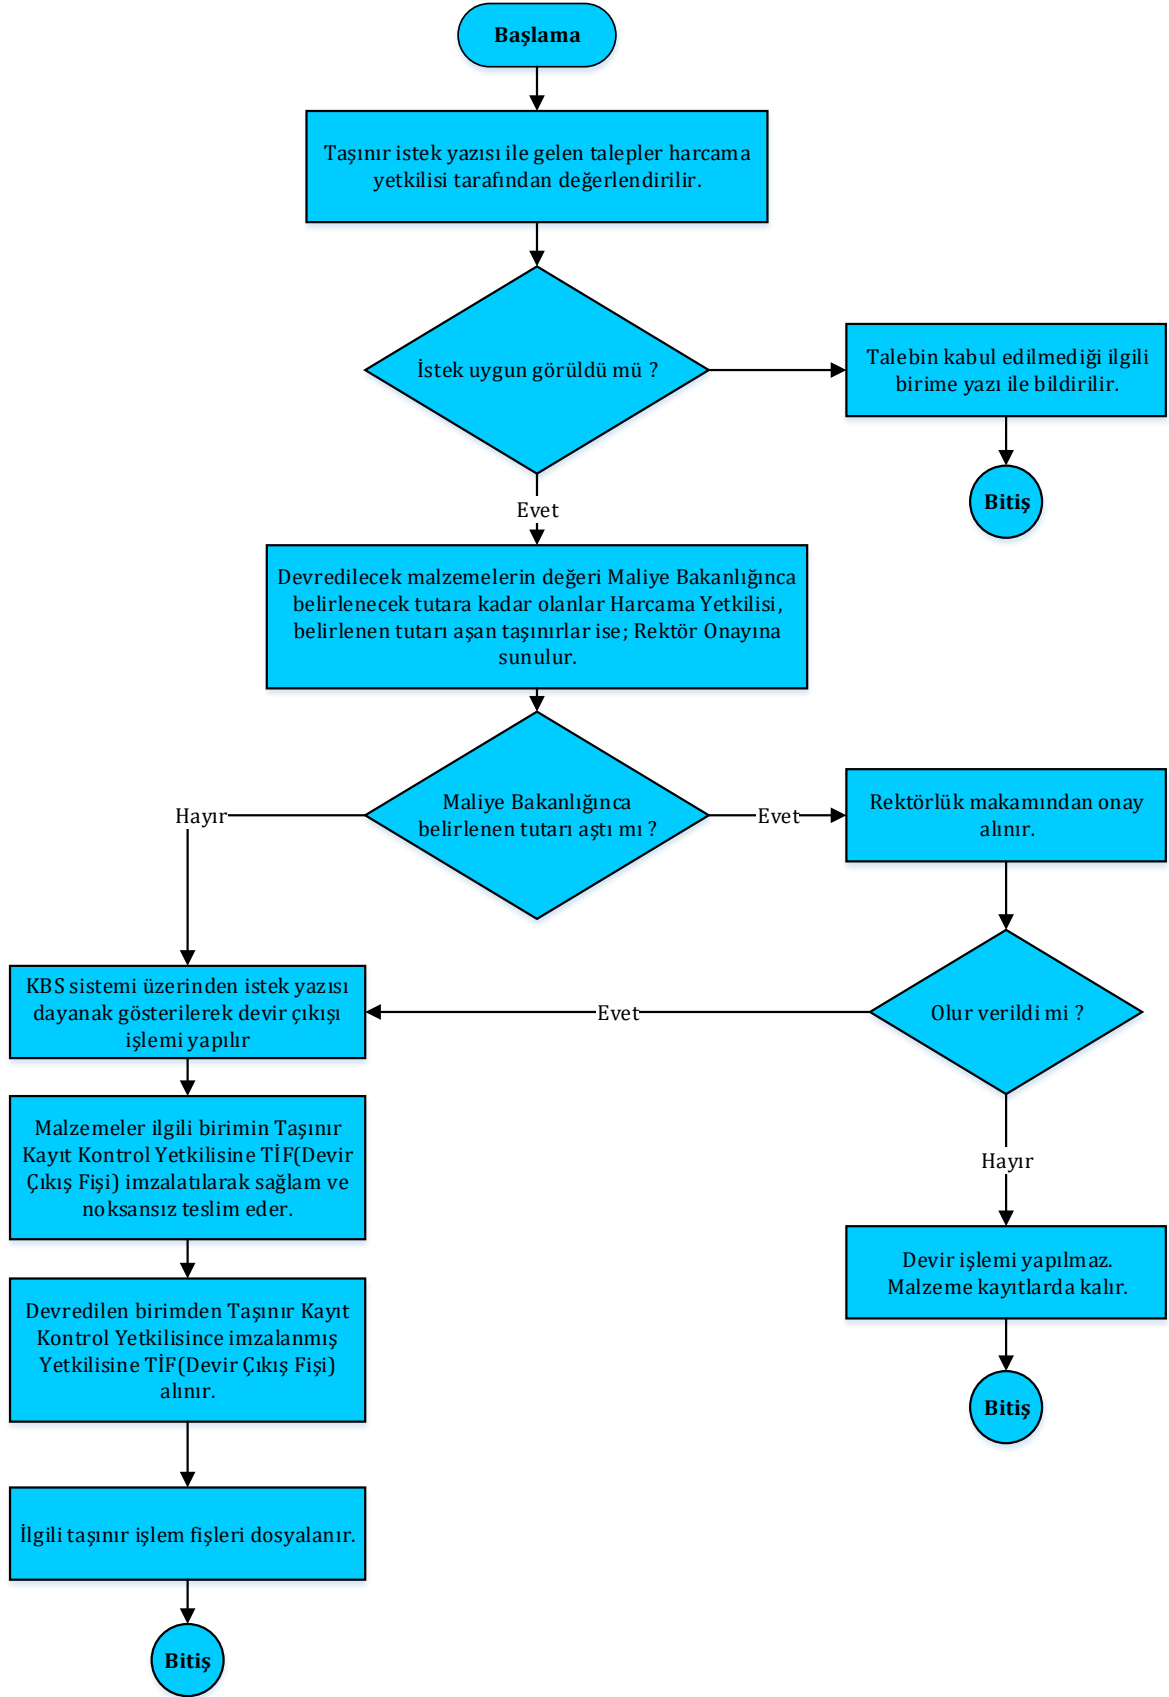 Başlama
Taşınır istek yazısı ile gelen talepler harcama
yetkilisi tarafından değerlendirilir.
İstek uygun görüldü mü ?
Talebin kabul edilmediği ilgili
birime yazı ile bildirilir.
Bitiş
Evet
Devredilecek malzemelerin değeri Maliye Bakanlığınca
belirlenecek tutara kadar olanlar Harcama Yetkilisi,
belirlenen tutarı aşan taşınırlar ise; Rektör Onayına
sunulur.
Maliye Bakanlığınca
belirlenen tutarı aştı mı ?
Hayır
Evet
Rektörlük makamından onay
alınır.
Olur verildi mi ?
Evet
KBS sistemi üzerinden istek yazısı
dayanak gösterilerek devir çıkışı
işlemi yapılır
Malzemeler ilgili birimin Taşınır
Kayıt Kontrol Yetkilisine TİF(Devir
Çıkış Fişi) imzalatılarak sağlam ve
noksansız teslim eder.
Hayır
Devir işlemi yapılmaz.
Malzeme kayıtlarda kalır.
Bitiş
Devredilen birimden Taşınır Kayıt
Kontrol Yetkilisince imzalanmış
Yetkilisine TİF(Devir Çıkış Fişi)
alınır.
İlgili taşınır işlem fişleri dosyalanır.
Bitiş